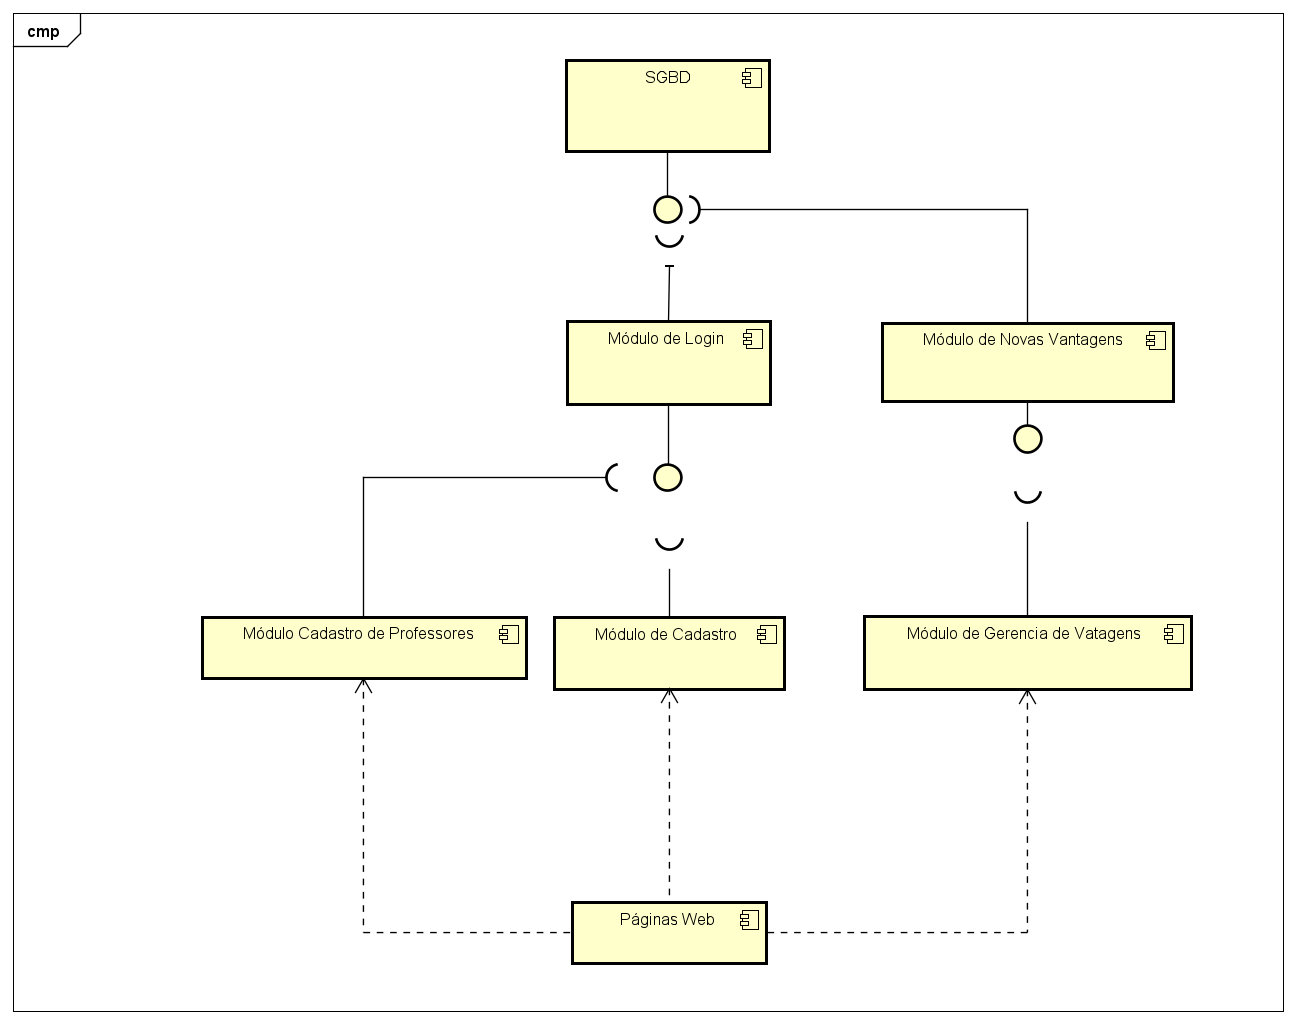 cmp
SGBD
Módulo de Login
Módulo de Novas Vantagens
Módulo Cadastro de Professores
Módulo de Cadastro
Módulo de Gerencia de Vatagens
Páginas Web